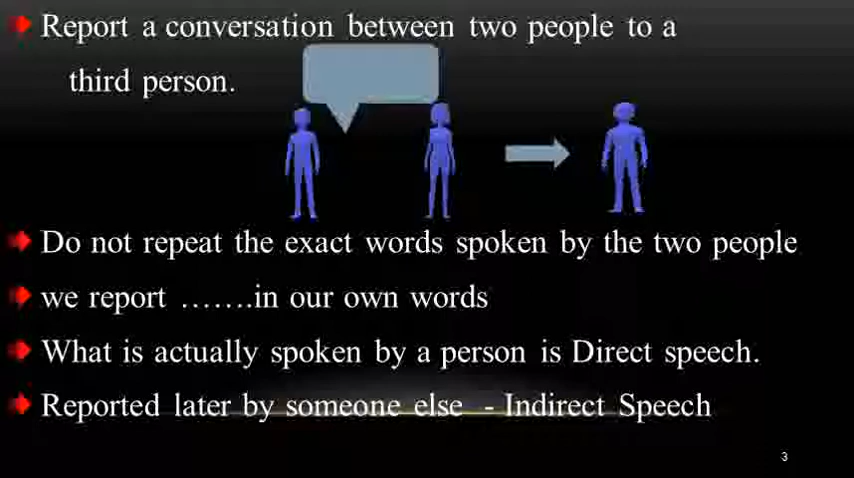 Report a conversation between two people to a
third person.
Do not repeat the exact words spoken by the two people
we report …….in our own words
What is actually spoken by a person is Direct speech.
Reported later by someone else - Indirect Speech
3